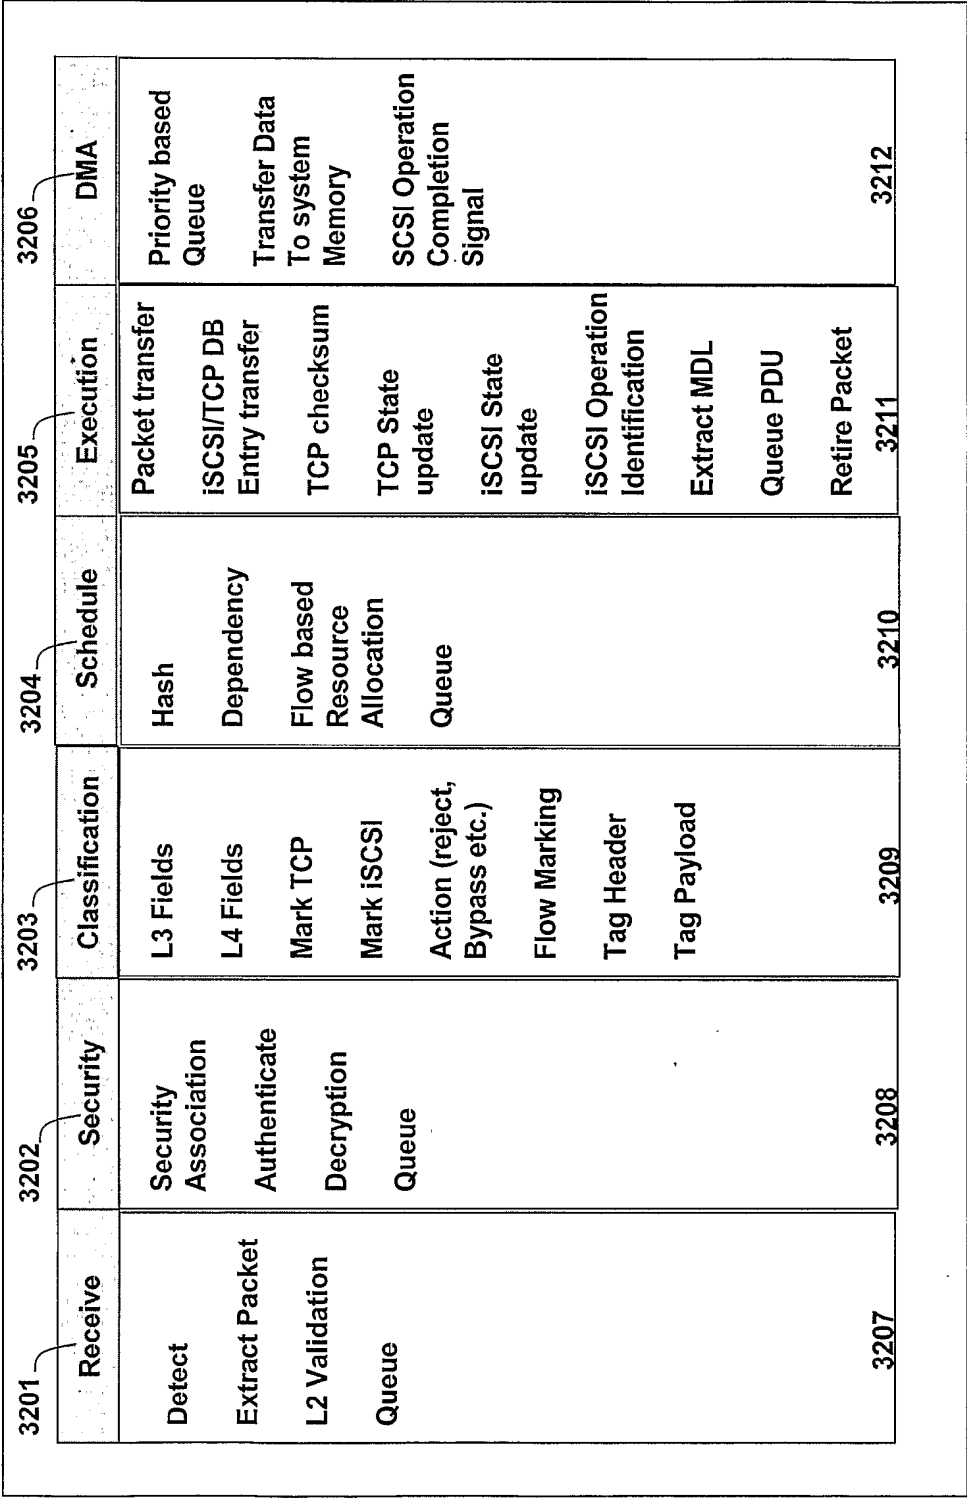 3201
Receive
Detect
Extract Packet
L2 Validation
Queue
3207
3202
Security
Security
Association
Authenticate
Decryption
Queue
3208
3203
Classification
L3 Fields
L4 Fields
Mark TCP
Mark iSCSI
Action (reject,
Bypass etc.)
Flow Marking
Tag Header
Tag Payload
3209
3204
Schedule
Hash
Dependency
Flow based
Resource
Allocation
Queue
3210
3205
Execution
Packet transfer
iSCSI/TCP DB
Entry transfer
TCP checksum
TCP State
update
iSCSI State
update
iSCSI Operation
Identification
Extract MDL
Queue PDU
Retire Packet
3211
3206
DMA
Priority based
Queue
Transfer Data
To system
Memory
SCSI Operation
Completion
Signal
3212